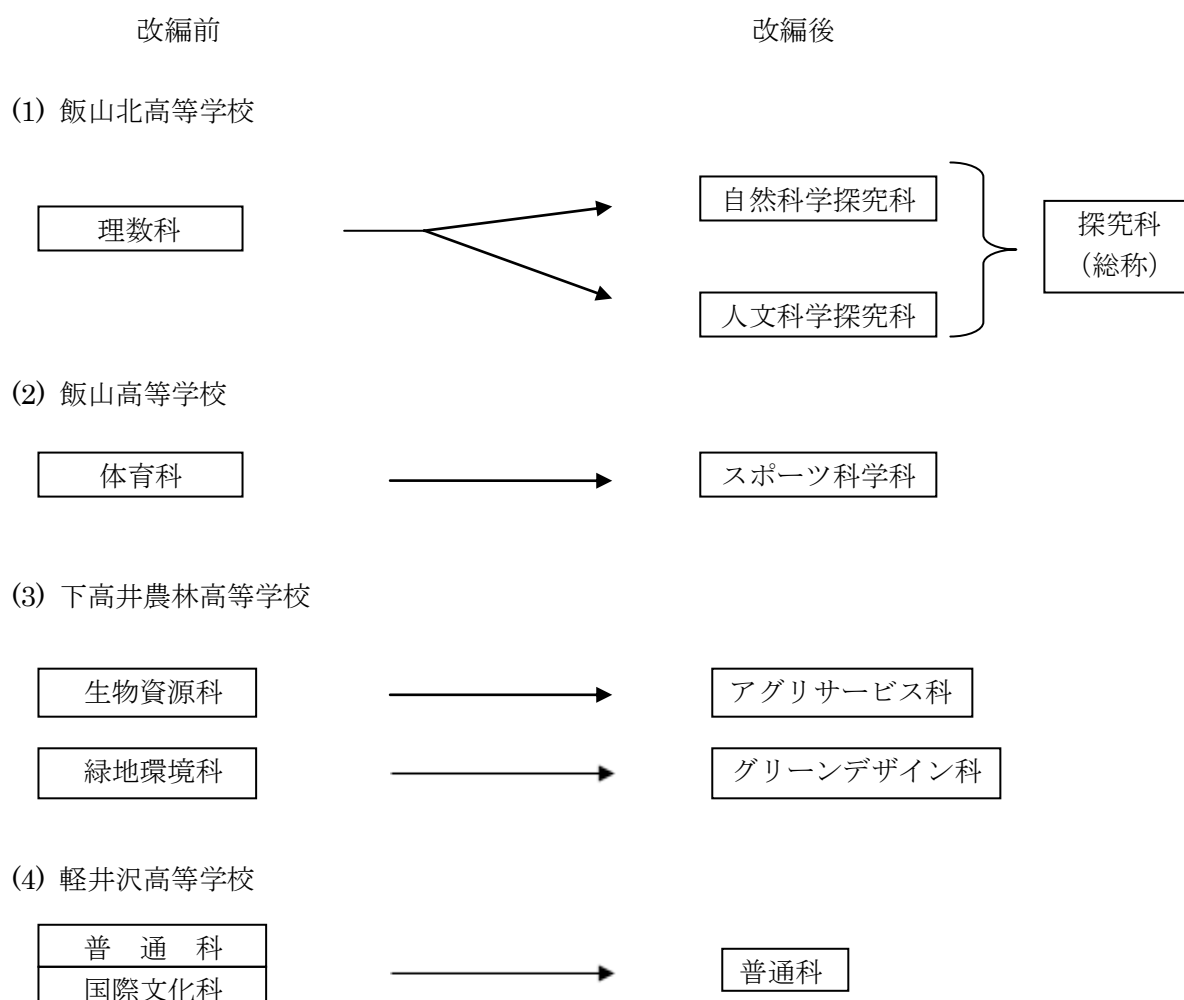 改編前 改編後
(1) 飯山北高等学校
理数科
自然科学探究科
人文科学探究科
探究科
（総称）
(2) 飯山高等学校
体育科 スポーツ科学科
(3) 下高井農林高等学校
生物資源科 アグリサービス科
緑地環境科 グリーンデザイン科
(4) 軽井沢高等学校
普　通　科
国際文化科
普通科